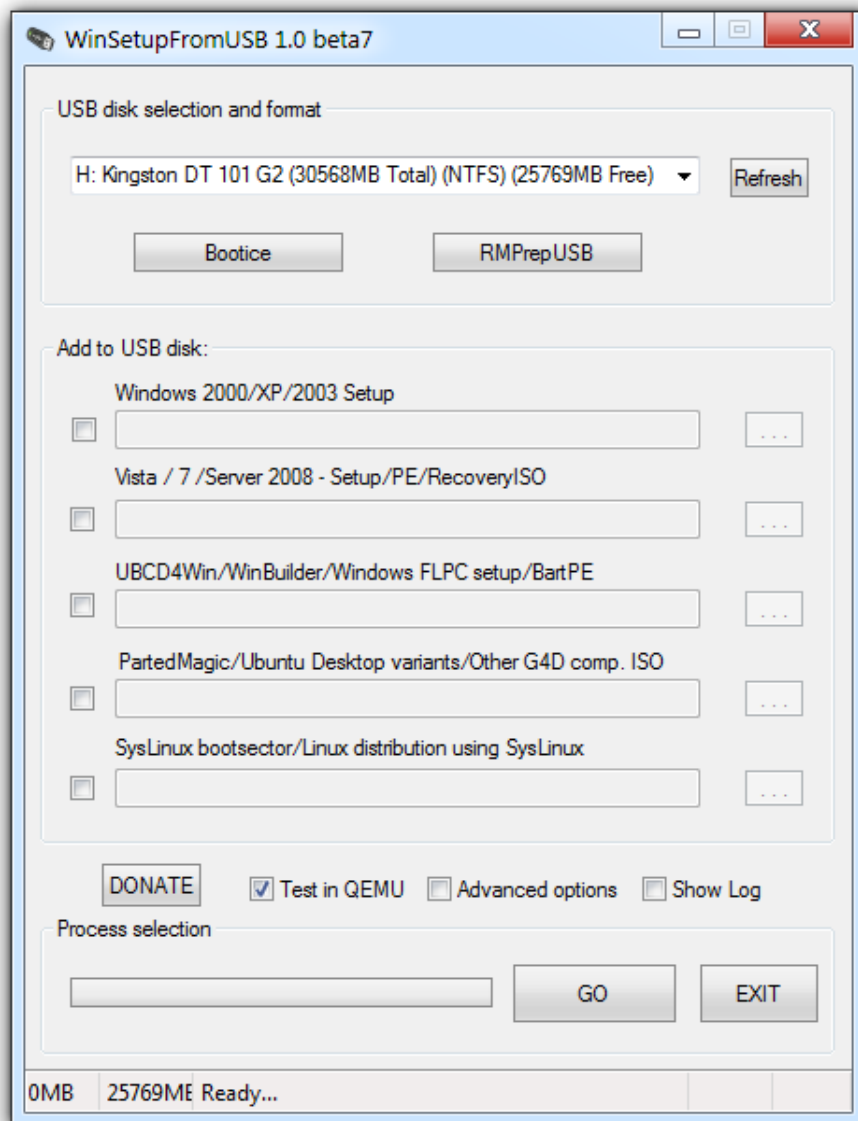 WinSetupFromUSB 1.0 beta7
USB disk selection and format
H: Kingston DT 101 G2 (30568MB Total) (NTFS) (25769MB Free)
Refresh
Bootice
RMPrepUSB
Add to USB disk:
Windows 2000/XP/2003 Setup
...
Vista / 7 /Server 2008 - Setup/PE/RecoveryISO
...
UBCD4Win/WinBuilder/Windows FLPC setup/BartPE
...
PartedMagic/Ubuntu Desktop variants/Other G4D comp. ISO
...
SysLinux bootsector/Linux distribution using SysLinux
...
DONATE
Test in QEMU
Advanced options
Show Log
Process selection
GO
EXIT
0MB
25769ME
Ready...